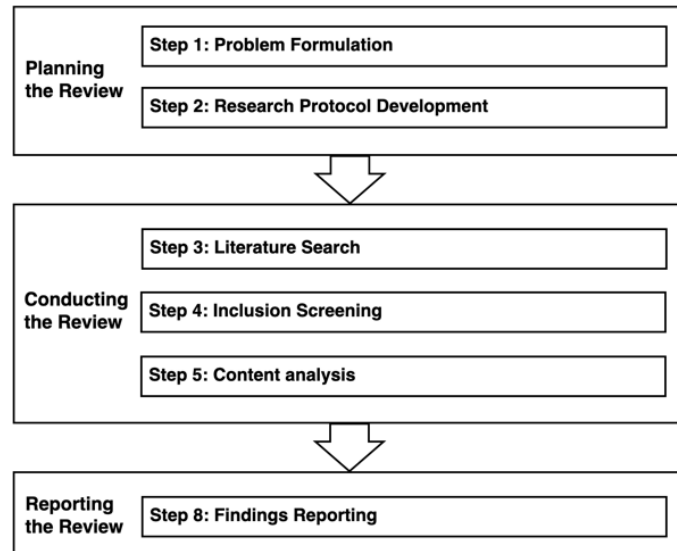 Planning
the Review
Step 1: Problem Formulation
Step 2: Research Protocol Development
Conducting
the Review
Step 3: Literature Search
Step 4: Inclusion Screening
Step 5: Content analysis
Reporting
the Review
Step 8: Findings Reporting